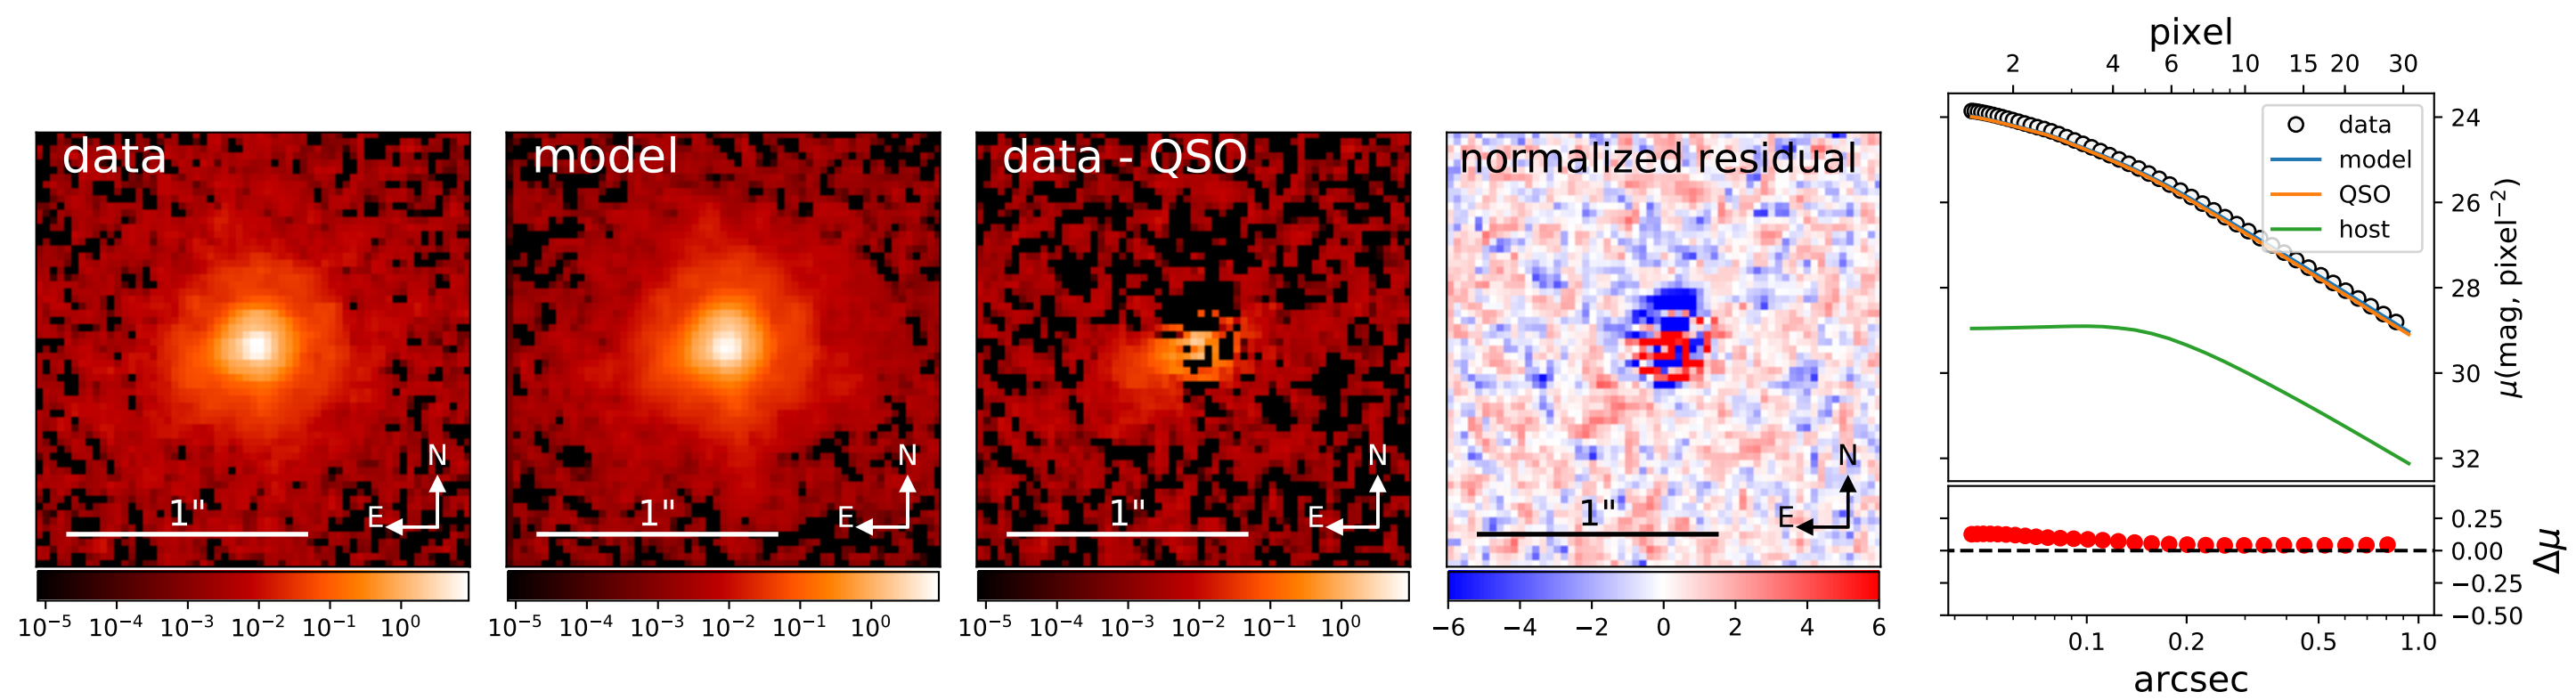 data
1"
N
E
10⁻⁵ 10⁻⁴ 10⁻³ 10⁻² 10⁻¹ 10⁰
model
1"
N
E
10⁻⁵ 10⁻⁴ 10⁻³ 10⁻² 10⁻¹ 10⁰
data - QSO
1"
N
E
10⁻⁵ 10⁻⁴ 10⁻³ 10⁻² 10⁻¹ 10⁰
normalized residual
1"
N
E
−6 −4 −2 0 2 4 6
pixel
2 4 6 10 15 20 30
data
model
QSO
host
24
26
28
30
32
μ(mag, pixel⁻²)
0.25
0.00
−0.25
−0.50
Δμ
0.1 0.2 0.5 1.0
arcsec